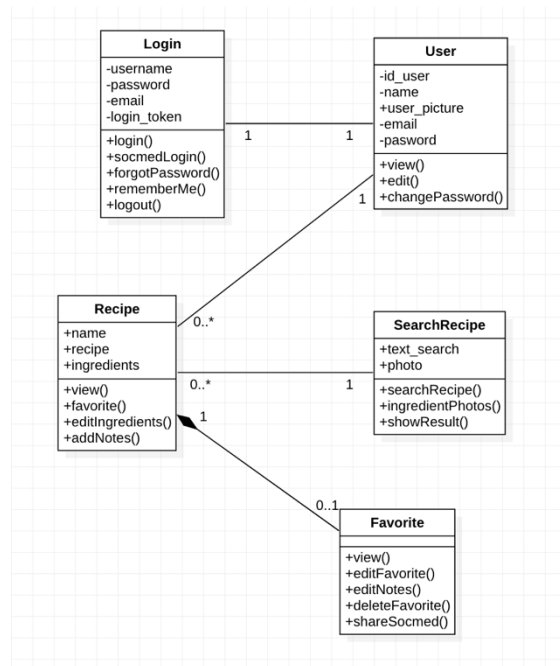 Login
-username
-password
-email
-login_token
+login()
+socmedLogin()
+forgotPassword()
+rememberMe()
+logout()
1
1
User
-id_user
-name
+user_picture
-email
-pasword
+view()
+edit()
+changePassword()
1
0..*
Recipe
+name
+recipe
+ingredients
+view()
+favorite()
+editIngredients()
+addNotes()
0..*
1
SearchRecipe
+text_search
+photo
+searchRecipe()
+ingredientPhotos()
+showResult()
1
0..1
Favorite
+view()
+editFavorite()
+editNotes()
+deleteFavorite()
+shareSocmed()